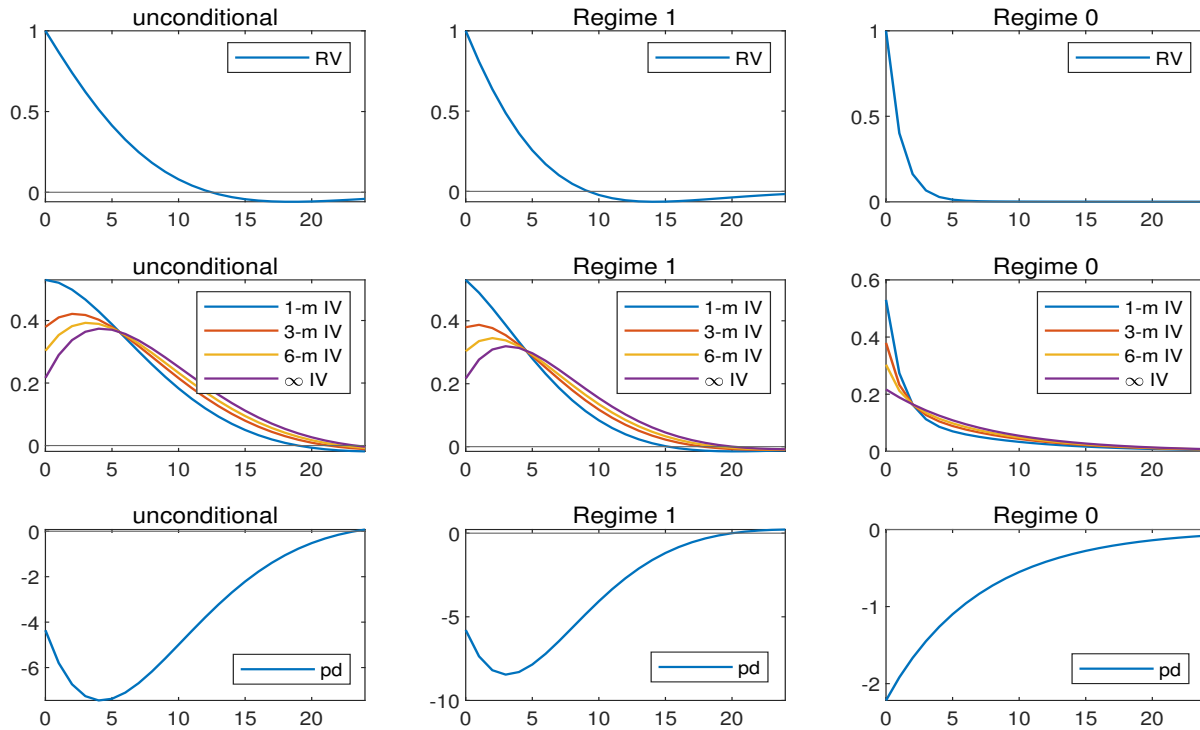 unconditional
1
0.5
0
0 5 10 15 20
RV
Regime 1
1
0.5
0
0 5 10 15 20
RV
Regime 0
1
0.5
0
0 5 10 15 20
RV
unconditional
0.4
0.2
0
0 5 10 15 20
1-m IV
3-m IV
6-m IV
∞ IV
Regime 1
0.4
0.2
0
0 5 10 15 20
1-m IV
3-m IV
6-m IV
∞ IV
Regime 0
0.6
0.4
0.2
0
0 5 10 15 20
1-m IV
3-m IV
6-m IV
∞ IV
unconditional
0
-2
-4
-6
0 5 10 15 20
pd
Regime 1
0
-5
-10
0 5 10 15 20
pd
Regime 0
0
-1
-2
0 5 10 15 20
pd